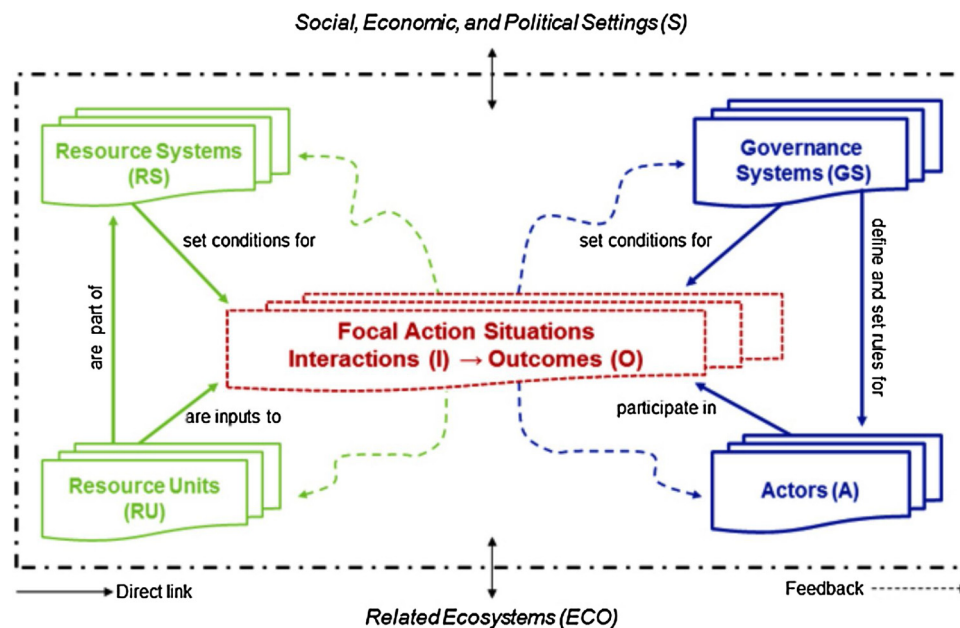 Social, Economic, and Political Settings (S)
Resource Systems
(RS)
Governance
Systems (GS)
set conditions for
set conditions for
are part of
define and set rules for
Focal Action Situations
Interactions (I) → Outcomes (O)
are inputs to
participate in
Resource Units
(RU)
Actors (A)
Direct link
Feedback
Related Ecosystems (ECO)